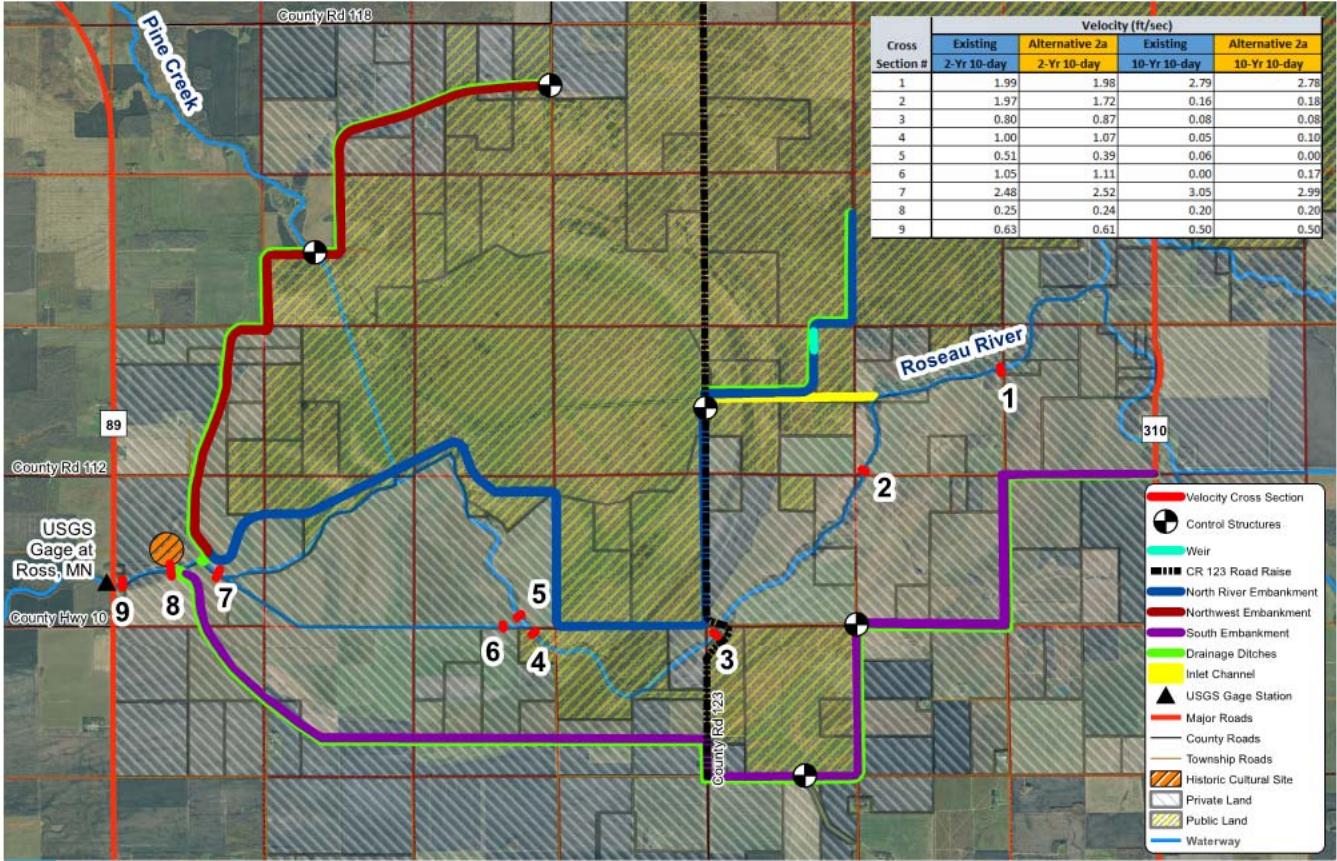 County Rd 118
Pine Creek
Velocity (ft/sec)
Cross Section # Existing Alternative 2a Existing Alternative 2a
2-Yr 10-day 2-Yr 10-day 10-Yr 10-day 10-Yr 10-day
1 1.99 1.98 2.79 2.78
2 1.97 1.72 0.16 0.18
3 0.80 0.87 0.08 0.08
4 1.00 1.07 0.05 0.10
5 0.51 0.39 0.06 0.00
6 1.05 1.11 0.00 0.17
7 2.48 2.52 3.05 2.99
8 0.25 0.24 0.20 0.20
9 0.63 0.61 0.50 0.50
Roseau River
1
89
310
County Rd 112
2
USGS
Gage at
Ross, MN
9
8
7
County Hwy 10
5
6
4
3
County Rd 123
Velocity Cross Section
Control Structures
Weir
CR 123 Road Raise
North River Embankment
Northwest Embankment
South Embankment
Drainage Ditches
Inlet Channel
USGS Gage Station
Major Roads
County Roads
Township Roads
Historic Cultural Site
Private Land
Public Land
Waterway